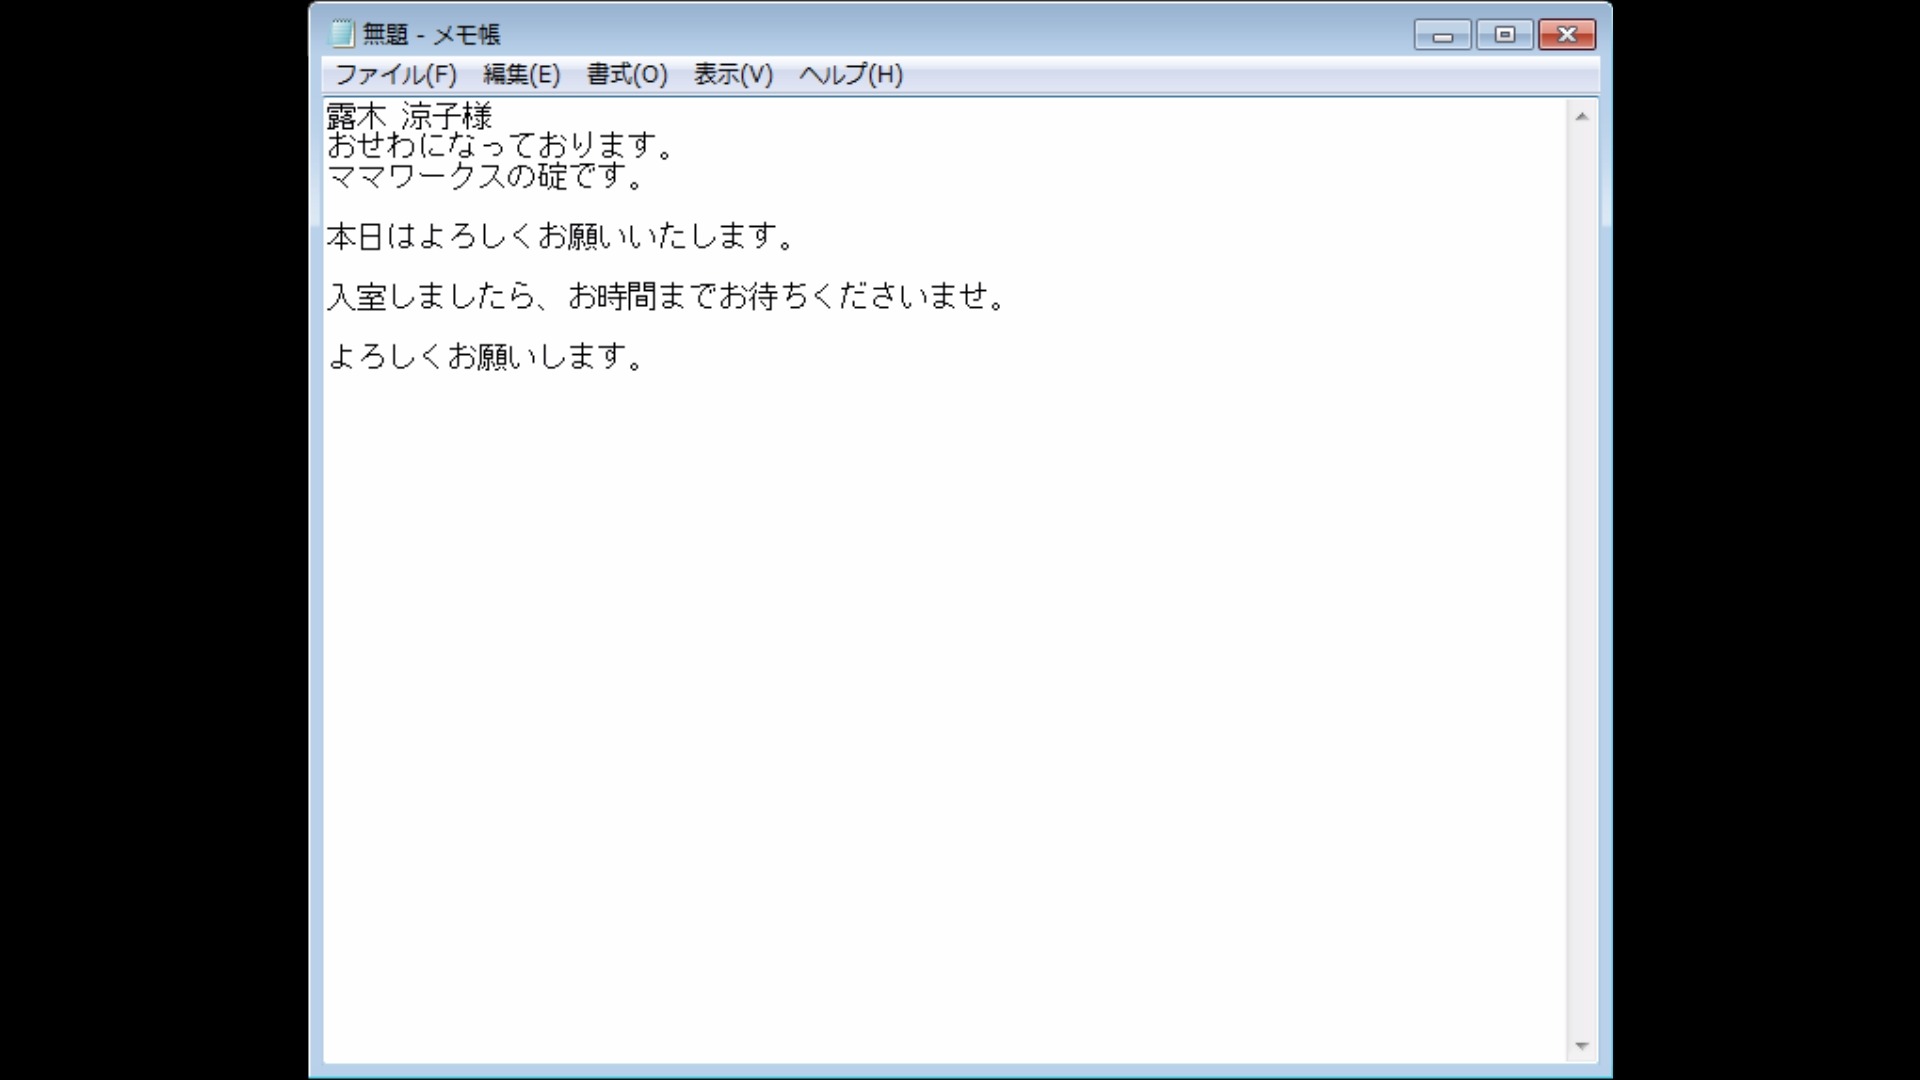 無題 - メモ帳
ファイル(F) 編集(E) 書式(O) 表示(V) ヘルプ(H)
露木 涼子様
おせわになっております。
ママワークスの碇です。
本日はよろしくお願いいたします。
入室しましたら、お時間までお待ちくださいませ。
よろしくお願いします。